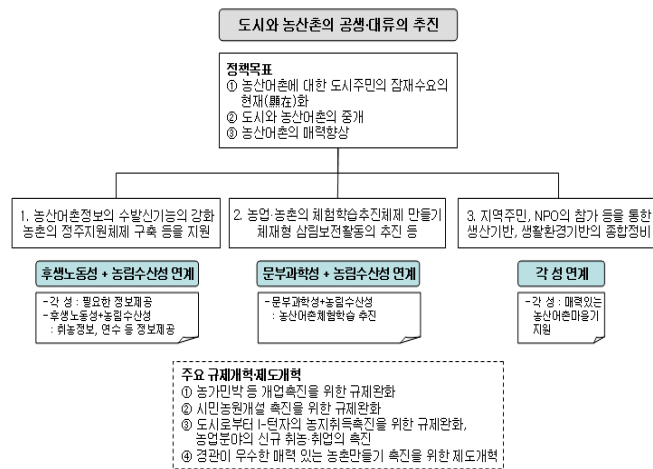 도시와 농산촌의 공생·대류의 추진
정책목표
① 농산어촌에 대한 도시주민의 잠재수요의
현재(顯在)화
② 도시와 농산어촌의 중개
③ 농산어촌의 매력향상
1. 농산어촌정보의 수발신기능의 강화
농촌의 정주지원체제 구축 등을 지원
2. 농업·농촌의 체험학습추진체제 만들기
체재형 삼림보전활동의 추진 등
3. 지역주민, NPO의 참가 등을 통한
생산기반, 생활환경기반의 종합정비
후생노동성 + 농림수산성 연계
문부과학성 + 농림수산성 연계
각 성 연계
-각 성 : 필요한 정보제공
-후생노동성+농림수산성
: 취농정보, 연수 등 정보제공
-문부과학성+농림수산성
: 농산어촌체험학습 추진
-각 성 : 매력있는
농산어촌마을기
지원
주요 규제개혁·제도개혁
① 농가민박 등 개업촉진을 위한 규제완화
② 시민농원개설 촉진을 위한 규제완화
③ 도시로부터 I-턴자의 농지취득촉진을 위한 규제완화,
농업분야의 신규 취농·취업의 촉진
④ 경관이 우수한 매력 있는 농촌만들기 촉진을 위한 제도개혁